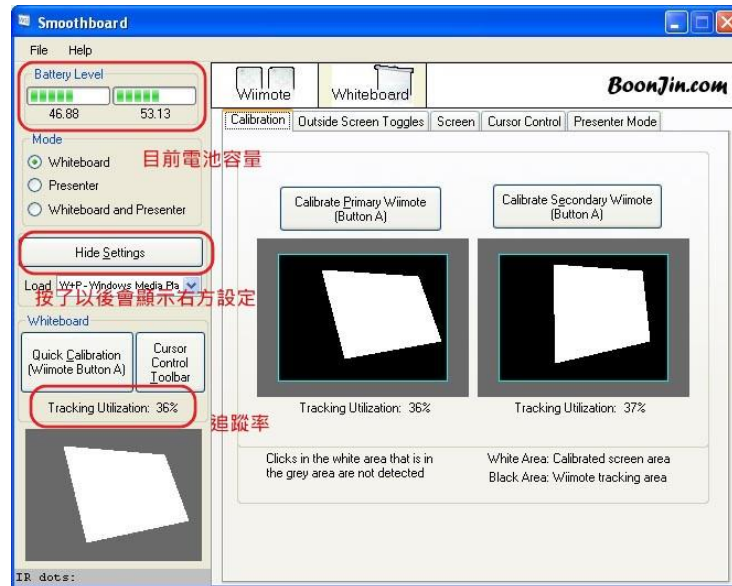 Smoothboard
File Help
Battery Level
46.88 53.13
Mode
Whiteboard
Presenter
Whiteboard and Presenter
目前電池容量
Hide Settings
Load W+P - Windows Media Pla
按了以後會顯示右方設定
Whiteboard
Quick Calibration
(Wiimote Button A)
Cursor
Control
Toolbar
Tracking Utilization: 36%
追蹤率
IR dots:
Wiimote Whiteboard
BoonJin.com
Calibration Outside Screen Toggles Screen Cursor Control Presenter Mode
Calibrate Primary Wiimote
(Button A)
Calibrate Secondary Wiimote
(Button A)
Tracking Utilization: 36%
Tracking Utilization: 37%
Clicks in the white area that is in
the grey area are not detected
White Area: Calibrated screen area
Black Area: Wiimote tracking area